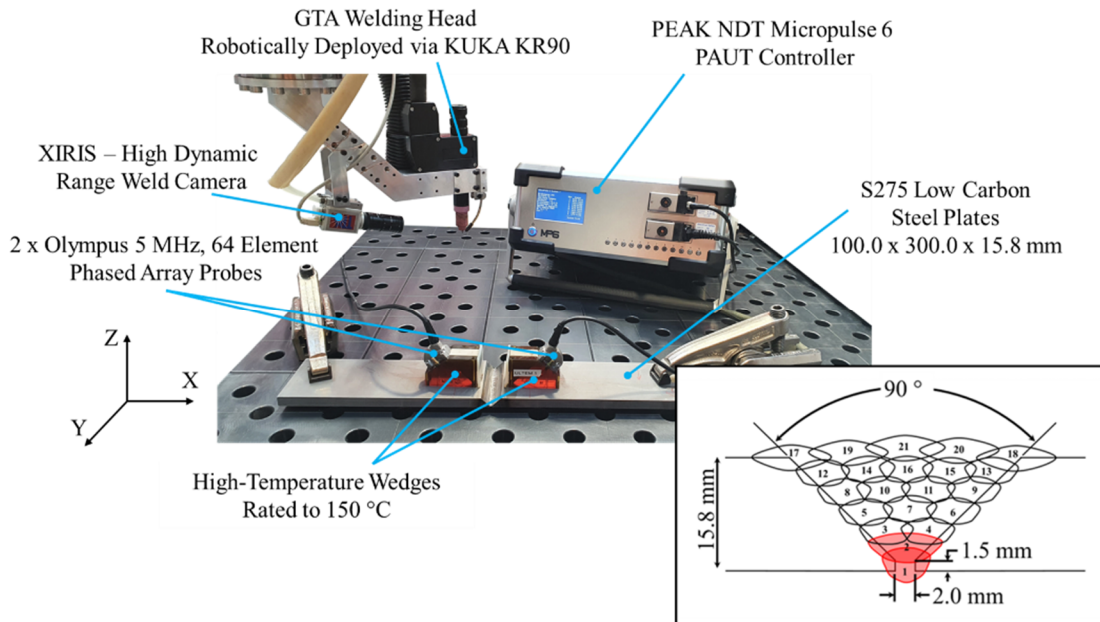 GTA Welding Head
Robotically Deployed via KUKA KR90
PEAK NDT Micropulse 6
PAUT Controller
XIRIS – High Dynamic
Range Weld Camera
S275 Low Carbon
Steel Plates
100.0 x 300.0 x 15.8 mm
2 x Olympus 5 MHz, 64 Element
Phased Array Probes
Z
X
Y
High-Temperature Wedges
Rated to 150 °C
90 °
17
19
21
20
18
12
14
16
15
13
8
10
11
9
5
7
6
3
4
2
1
15.8 mm
1.5 mm
2.0 mm